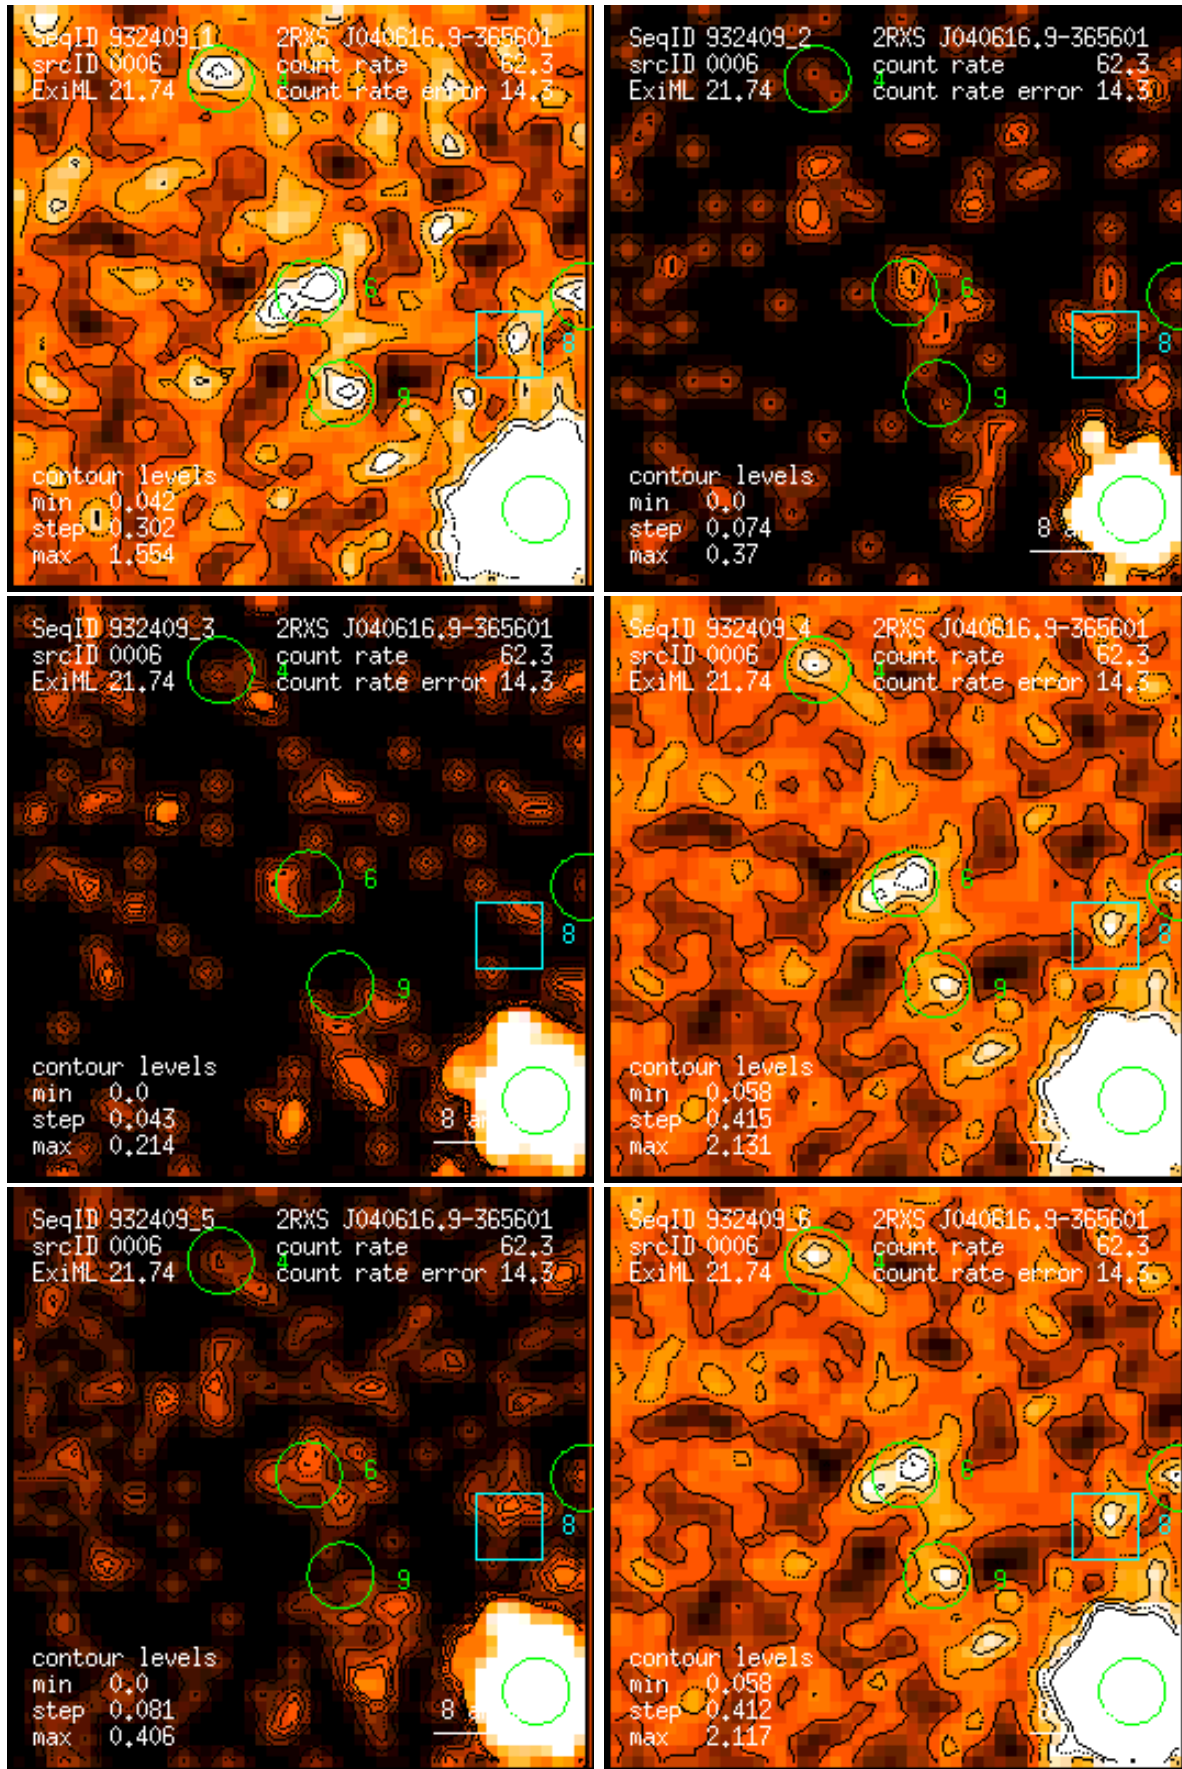 SeqID 932409_1 2RXS J040616.9-365601
srcID 0006 count rate 62.3
4
ExiML 21.74 count rate error 14.3
6
8
9
contour levels
min 0.042
step 0.302
max 1.554
SeqID 932409_2 2RXS J040616.9-365601
srcID 0006 count rate 62.3
4
ExiML 21.74 count rate error 14.3
6
8
9
contour levels
min 0.0
step 0.074
8 a
max 0.37
SeqID 932409_3 2RXS J040616.9-365601
srcID 0006 count rate 62.3
4
ExiML 21.74 count rate error 14.3
6
8
9
contour levels
min 0.0
step 0.043
8 a
max 0.214
SeqID 932409_4 2RXS J040616.9-365601
srcID 0006 count rate 62.3
4
ExiML 21.74 count rate error 14.3
6
8
9
contour levels
min 0.058
step 0.415
max 2.131
SeqID 932409_5 2RXS J040616.9-365601
srcID 0006 count rate 62.3
4
ExiML 21.74 count rate error 14.3
6
8
9
contour levels
min 0.0
step 0.081
8 a
max 0.406
SeqID 932409_6 2RXS J040616.9-365601
srcID 0006 count rate 62.3
4
ExiML 21.74 count rate error 14.3
6
8
9
contour levels
min 0.058
step 0.412
max 2.117